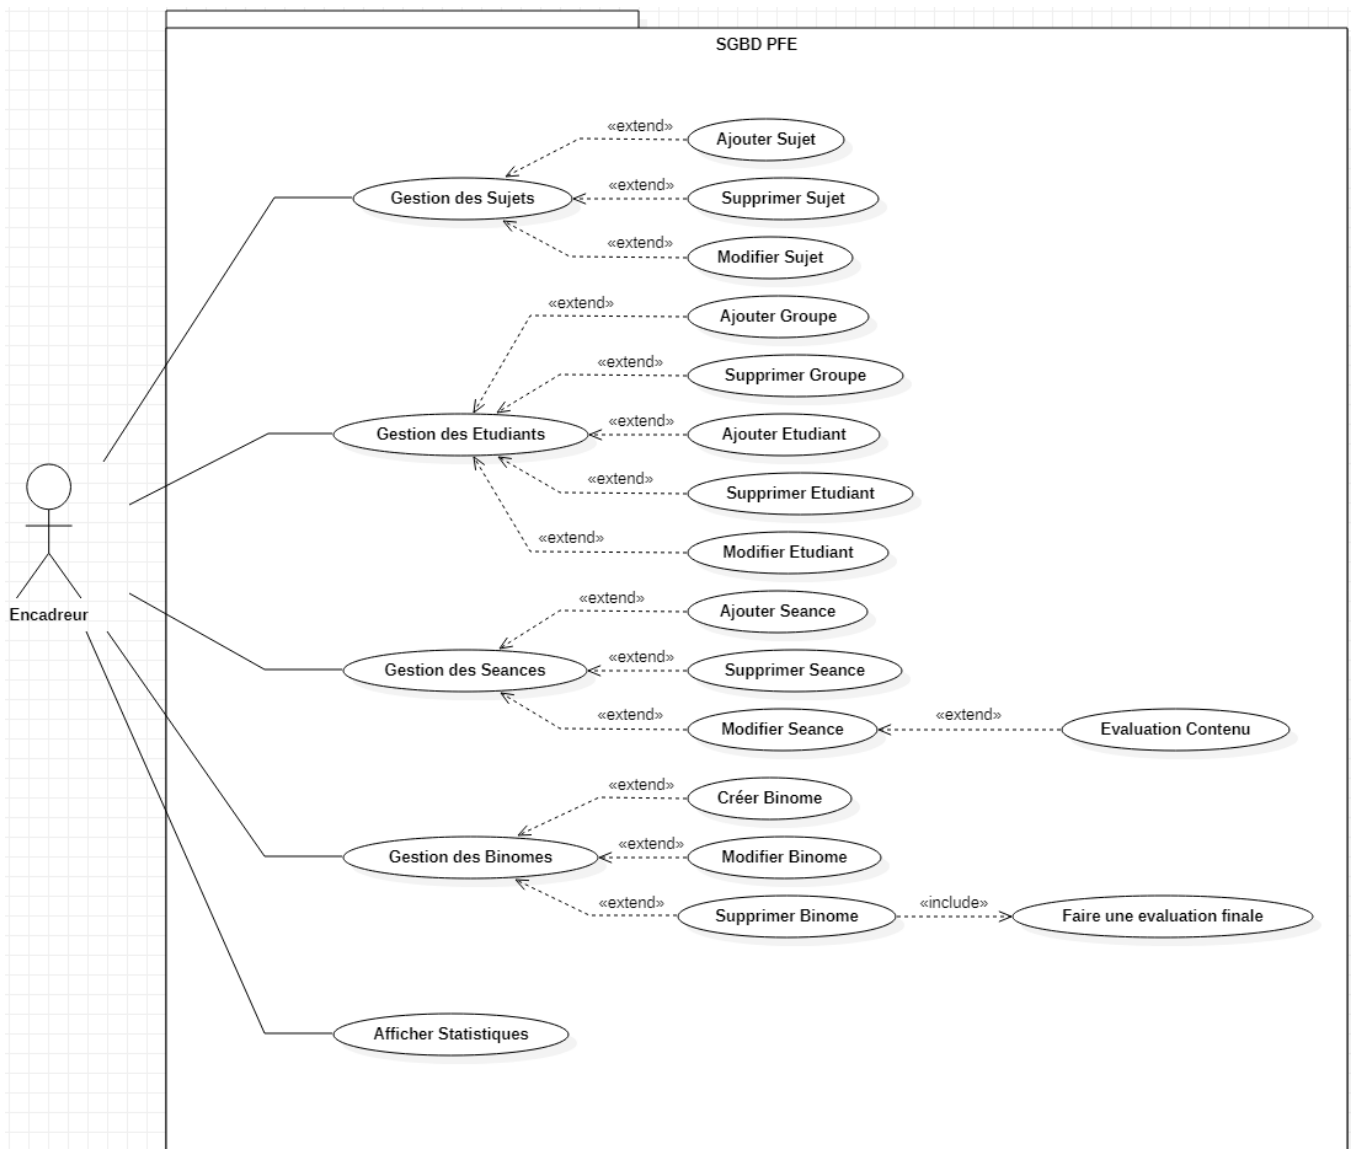 SGBD PFE
«extend»
Ajouter Sujet
Gestion des Sujets
«extend»
Supprimer Sujet
«extend»
Modifier Sujet
«extend»
Ajouter Groupe
«extend»
Supprimer Groupe
Gestion des Etudiants
«extend»
Ajouter Etudiant
«extend»
Supprimer Etudiant
«extend»
Modifier Etudiant
Encadreur
«extend»
Ajouter Seance
Gestion des Seances
«extend»
Supprimer Seance
«extend»
Modifier Seance
«extend»
Evaluation Contenu
«extend»
Créer Binome
Gestion des Binomes
«extend»
Modifier Binome
«extend»
Supprimer Binome
«include»
Faire une evaluation finale
Afficher Statistiques